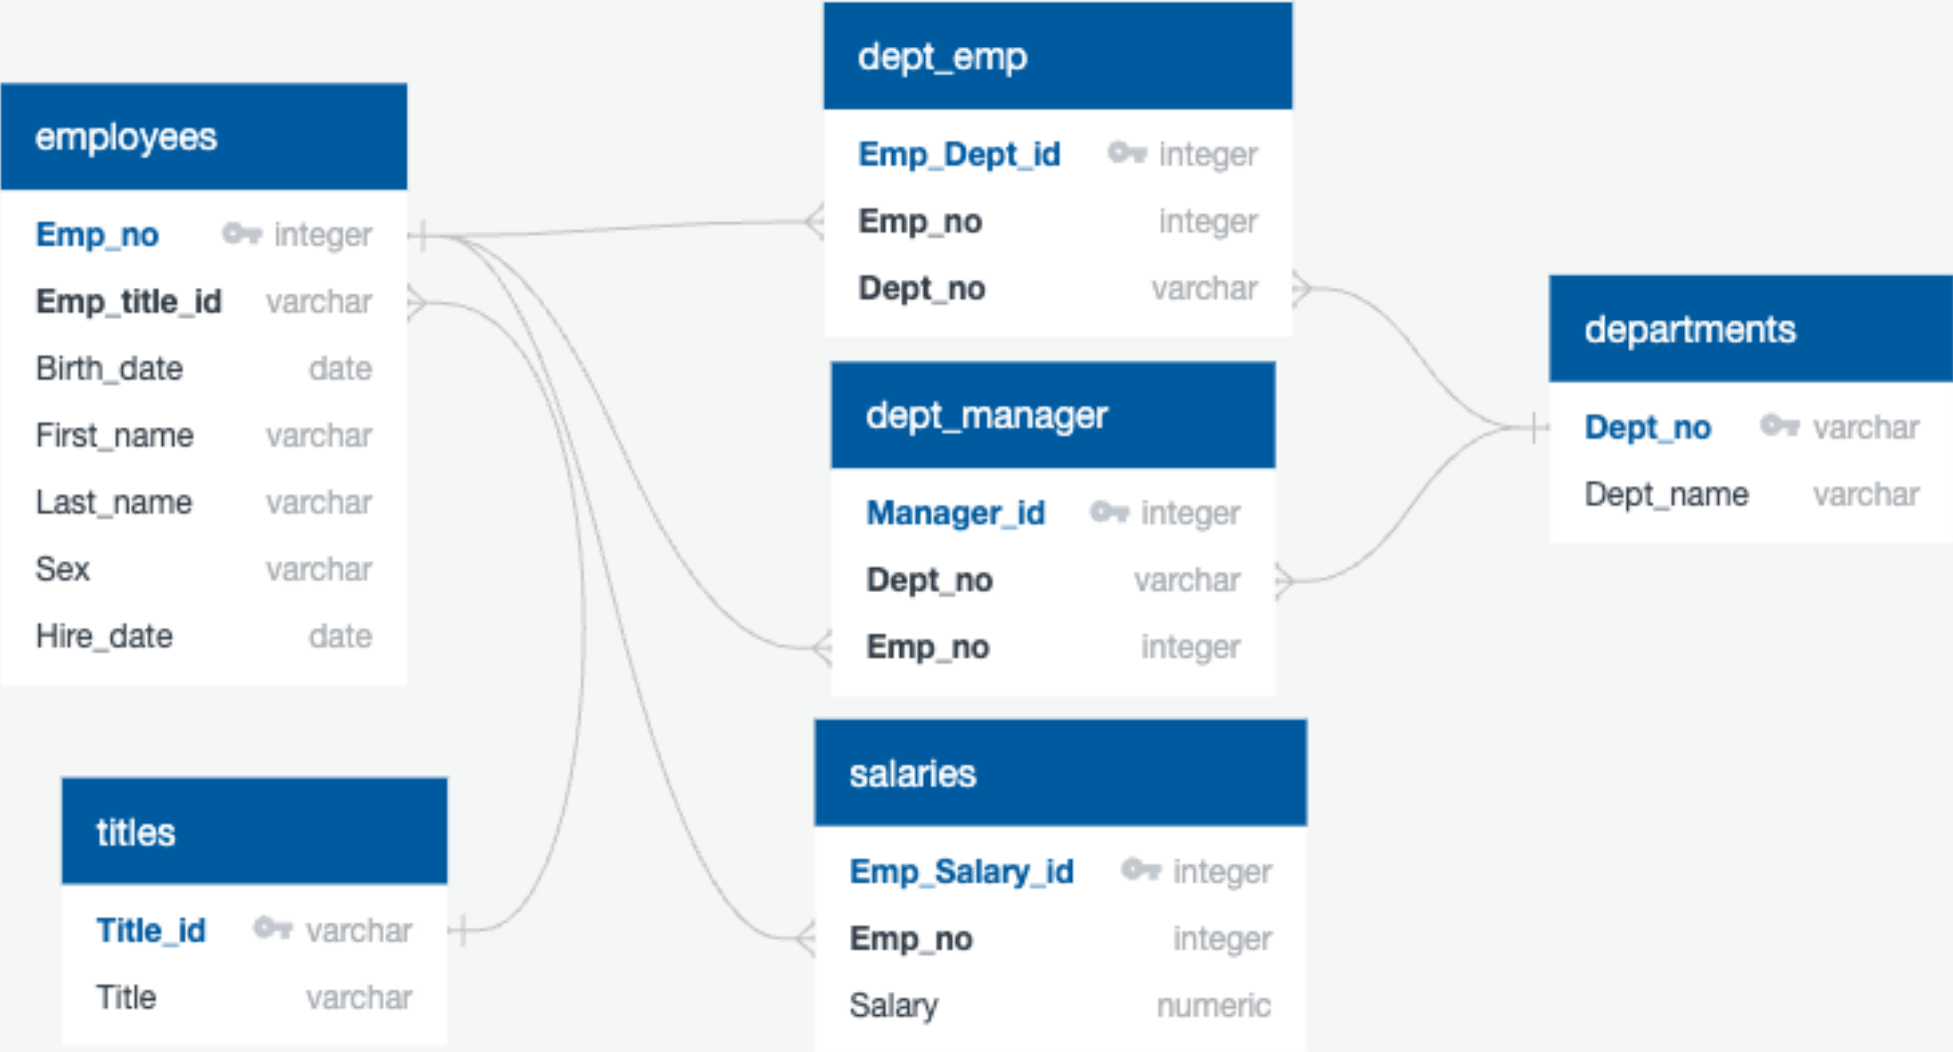 employees
Emp_no integer
Emp_title_id varchar
Birth_date date
First_name varchar
Last_name varchar
Sex varchar
Hire_date date
titles
Title_id varchar
Title varchar
dept_emp
Emp_Dept_id integer
Emp_no integer
Dept_no varchar
dept_manager
Manager_id integer
Dept_no varchar
Emp_no integer
salaries
Emp_Salary_id integer
Emp_no integer
Salary numeric
departments
Dept_no varchar
Dept_name varchar